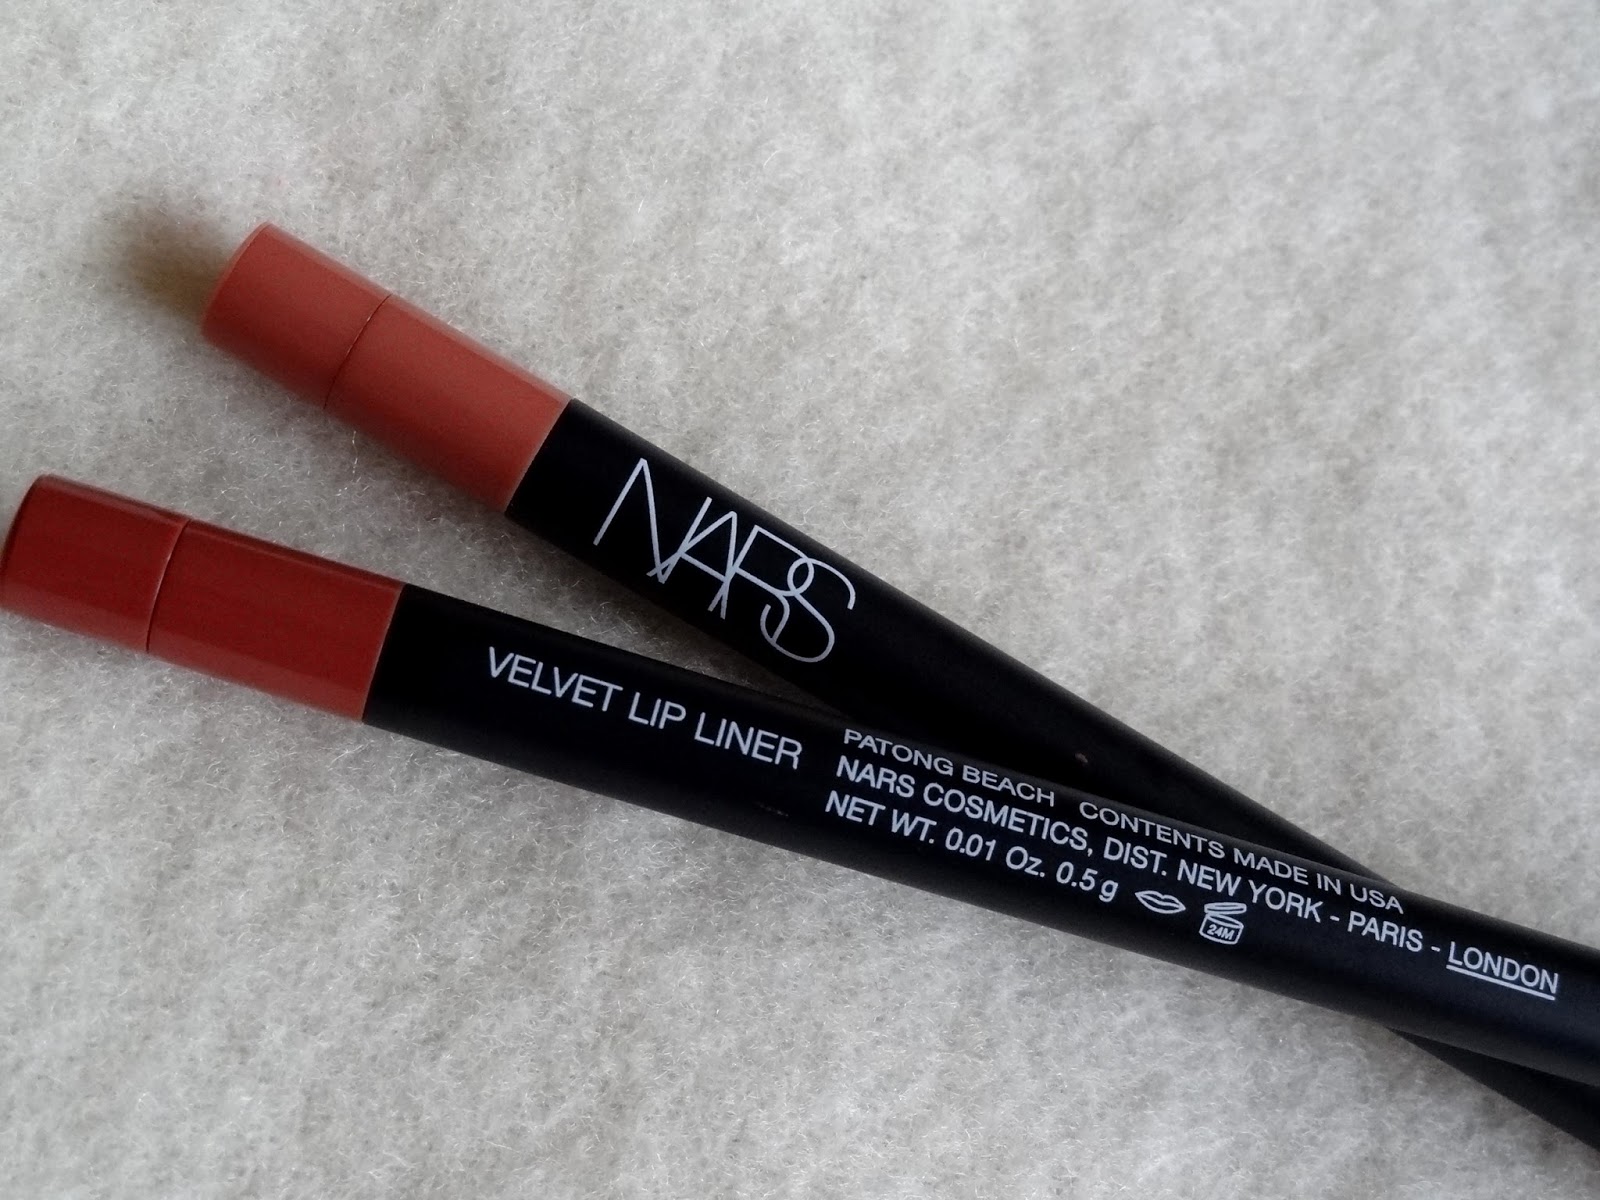 NARS
VELVET LIP LINER
PATONG BEACH CONTENTS MADE IN USA
NARS COSMETICS, DIST. NEW YORK - PARIS - LONDON
NET WT. 0.01 Oz. 0.5 g
24M